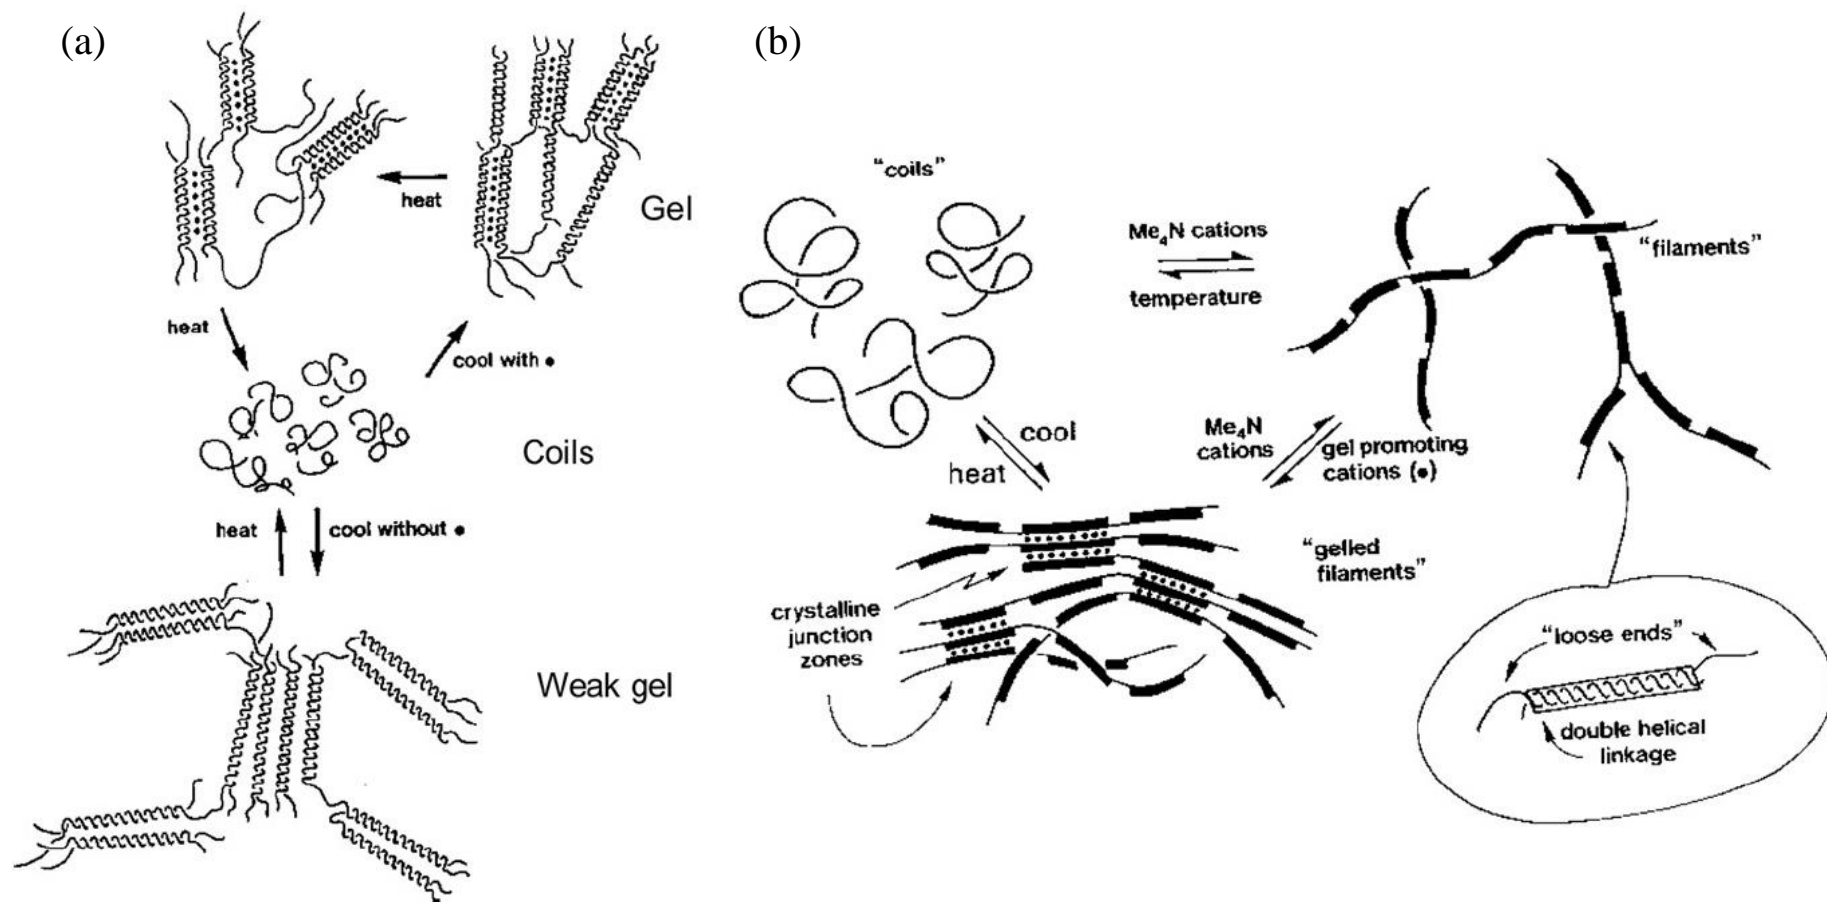 (a)
heat
Gel
heat
cool with •
Coils
heat
cool without •
Weak gel
(b)
"coils"
Me₄N cations
temperature
"filaments"
cool
heat
Me₄N
cations
gel promoting
cations (•)
"gelled
filaments"
crystalline
junction
zones
"loose ends"
double helical
linkage